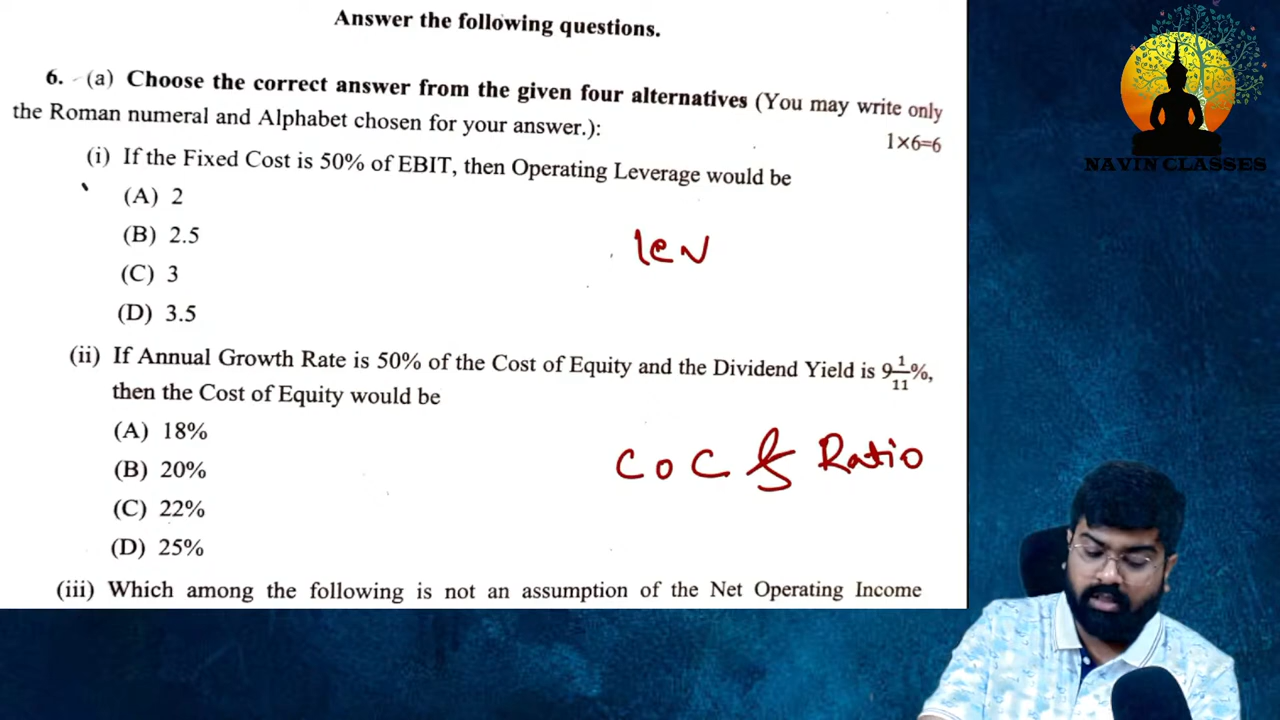 Answer the following questions.
6. (a) Choose the correct answer from the given four alternatives (You may write only
the Roman numeral and Alphabet chosen for your answer.):
1×6=6
(i) If the Fixed Cost is 50% of EBIT, then Operating Leverage would be
(A) 2
(B) 2.5
(C) 3
(D) 3.5
lev
(ii) If Annual Growth Rate is 50% of the Cost of Equity and the Dividend Yield is 9 1/11%,
then the Cost of Equity would be
(A) 18%
(B) 20%
(C) 22%
(D) 25%
COC & Ratio
(iii) Which among the following is not an assumption of the Net Operating Income
NAVIN CLASSES